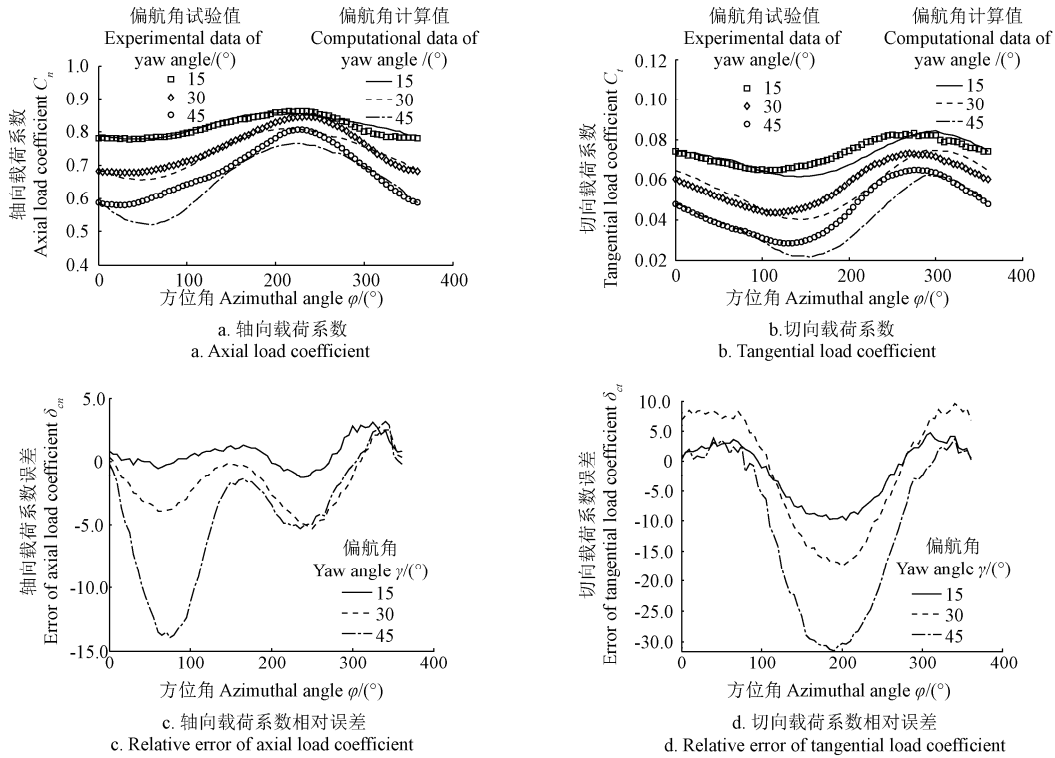 偏航角试验值
Experimental data of
yaw angle/(°)
15
30
45
偏航角计算值
Computational data of
yaw angle /(°)
15
30
45
轴向载荷系数
Axial load coefficient Cn
1.0
0.9
0.8
0.7
0.6
0.5
0.4
0
100
200
300
400
方位角 Azimuthal angle φ/(°)
a. 轴向载荷系数
a. Axial load coefficient
偏航角试验值
Experimental data of
yaw angle/(°)
15
30
45
偏航角计算值
Computational data of
yaw angle /(°)
15
30
45
切向载荷系数
Tangential load coefficient Ct
0.12
0.10
0.08
0.06
0.04
0.02
0
100
200
300
400
方位角 Azimuthal angle φ/(°)
b.切向载荷系数
b. Tangential load coefficient
轴向载荷系数误差
Error of axial load coefficient δcn
5.0
0
-5.0
-10.0
-15.0
0
100
200
300
400
偏航角
Yaw angle γ/(°)
15
30
45
方位角 Azimuthal angle φ/(°)
c. 轴向载荷系数相对误差
c. Relative error of axial load coefficient
切向载荷系数误差
Error of tangential load coefficient δct
10.0
5.0
0
-5.0
-10.0
-15.0
-20.0
-25.0
-30.0
0
100
200
300
400
偏航角
Yaw angle γ/(°)
15
30
45
方位角 Azimuthal angle φ/(°)
d. 切向载荷系数相对误差
d. Relative error of tangential load coefficient